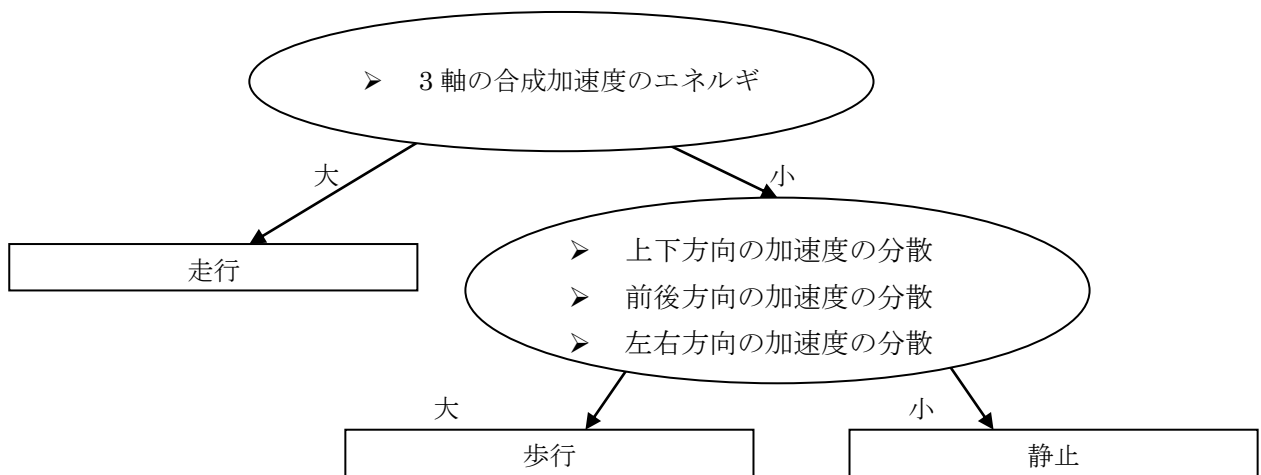 ➢ 3軸の合成加速度のエネルギ
大
小
走行
➢ 上下方向の加速度の分散
➢ 前後方向の加速度の分散
➢ 左右方向の加速度の分散
大
小
歩行
静止